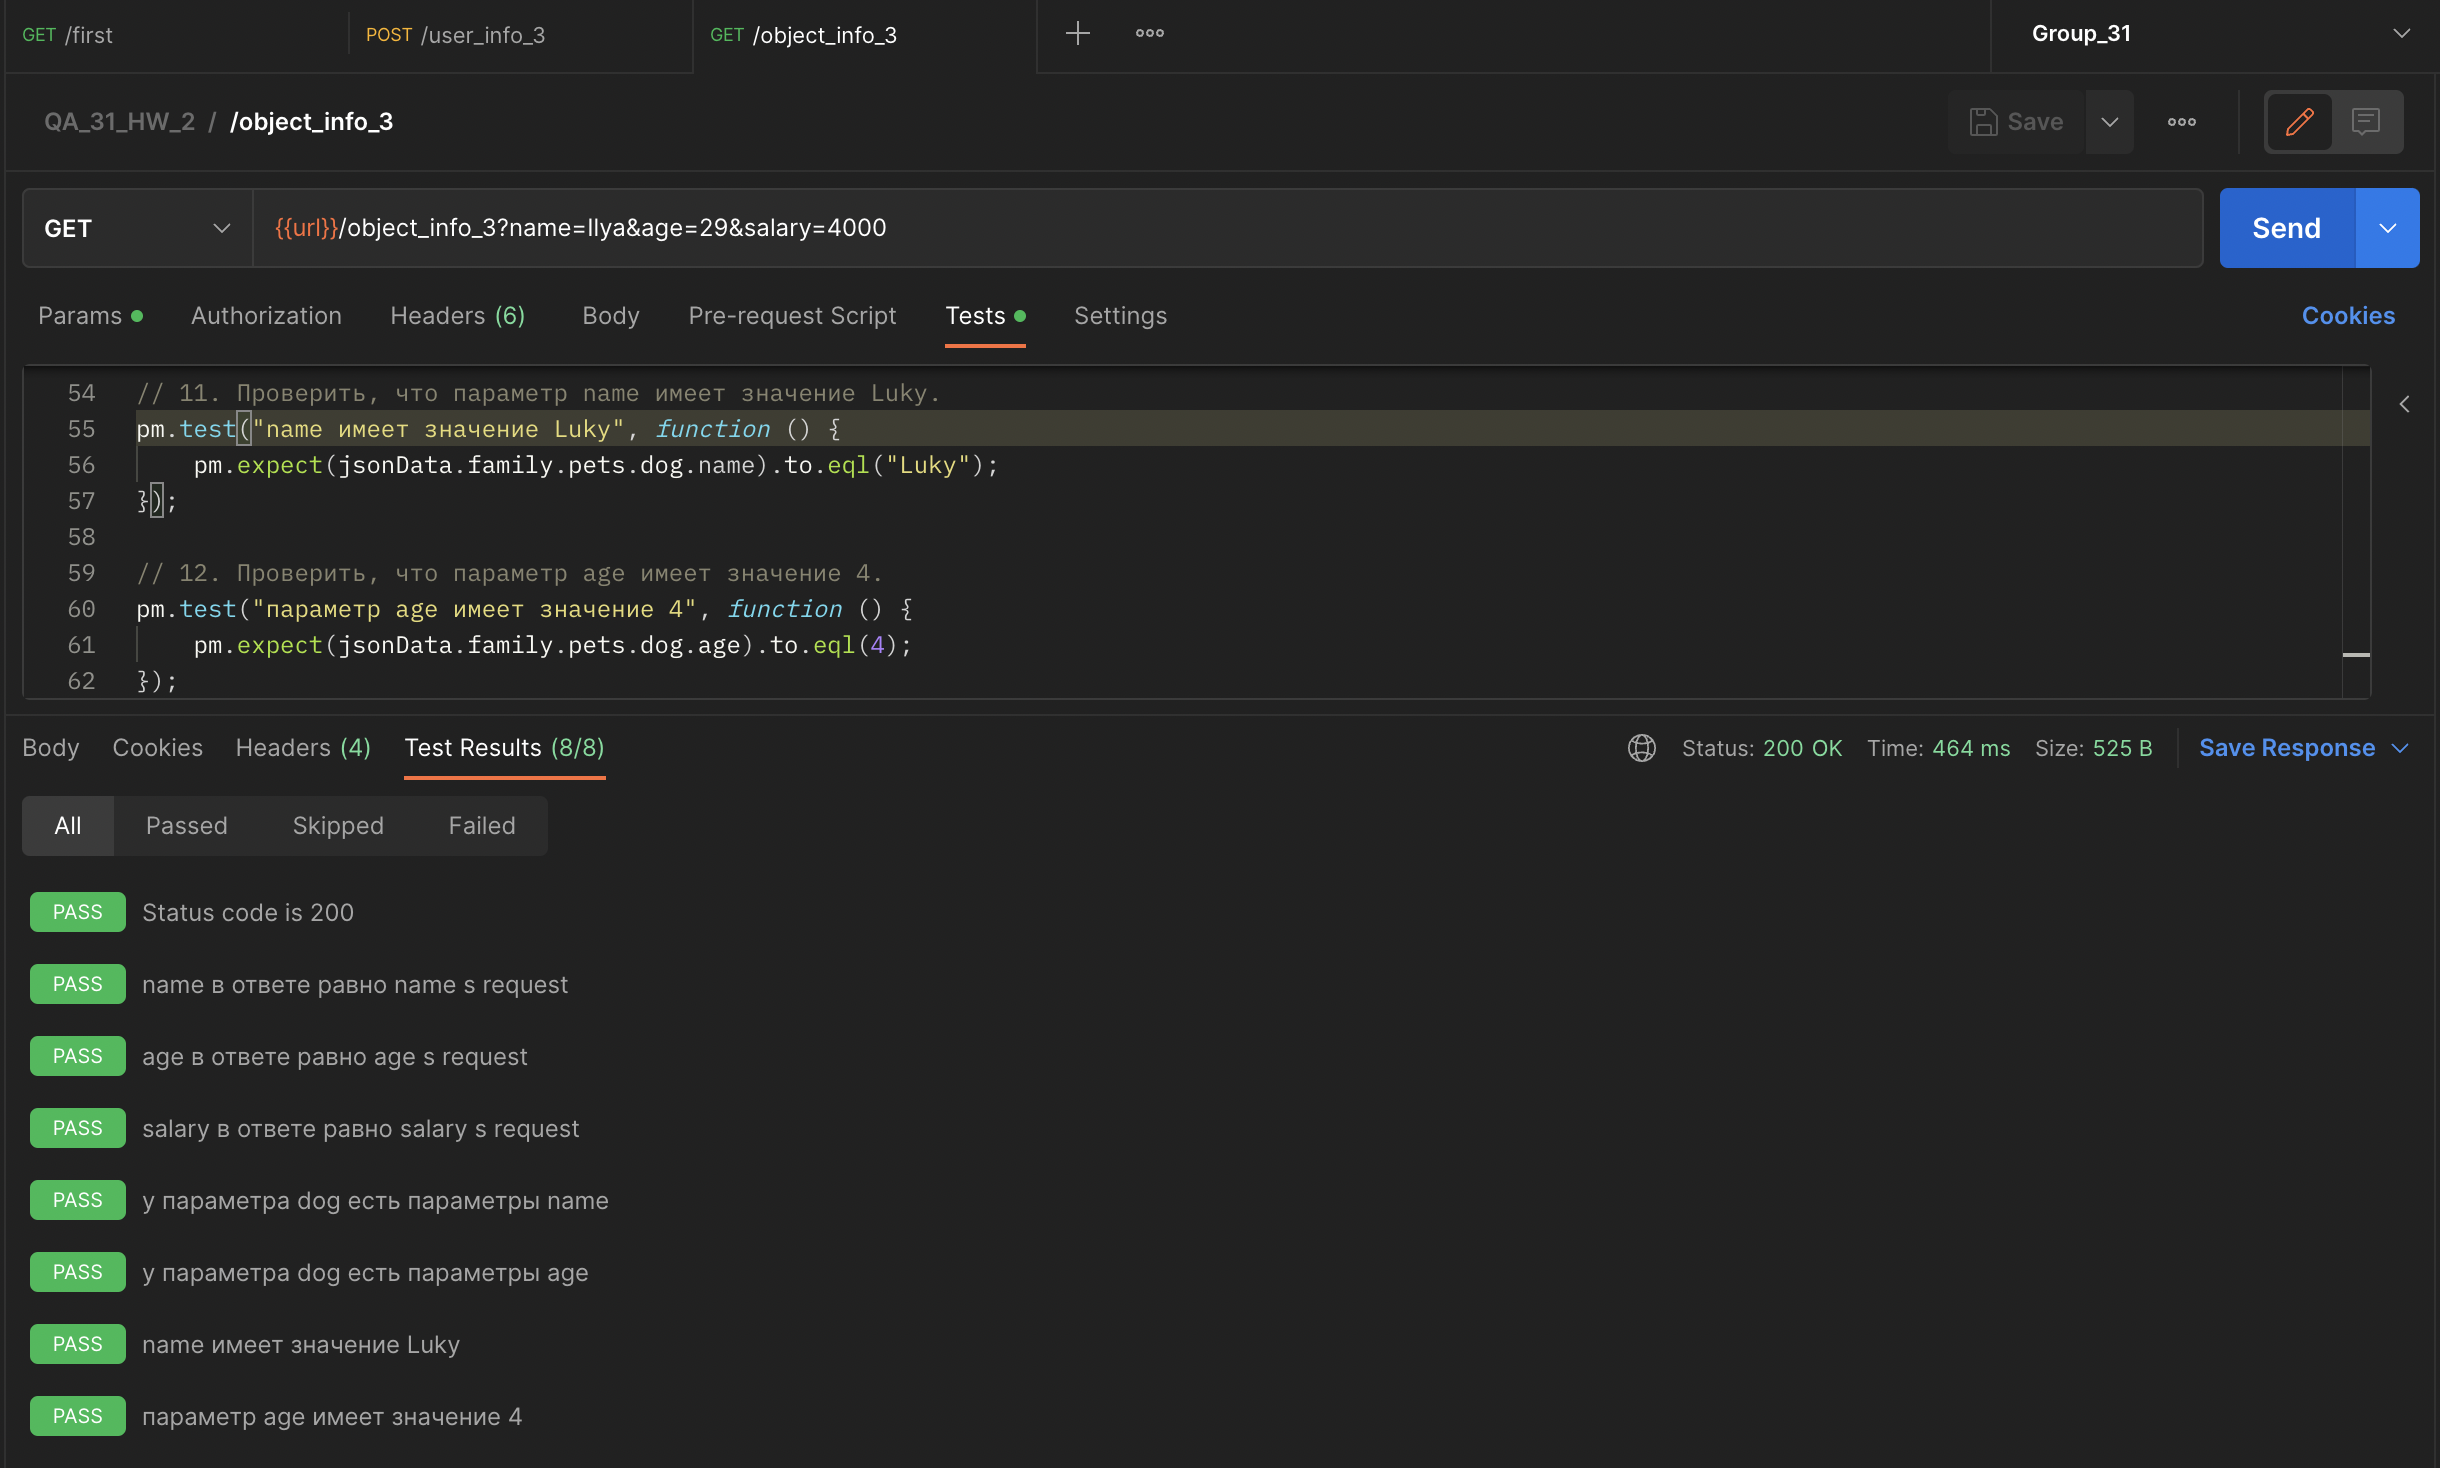 GET /first
POST /user_info_3
GET /object_info_3
Group_31
QA_31_HW_2 / /object_info_3
Save
GET
{{url}}/object_info_3?name=Ilya&age=29&salary=4000
Send
Params
Authorization
Headers (6)
Body
Pre-request Script
Tests
Settings
Cookies
54 // 11. Проверить, что параметр name имеет значение Luky.
55 pm.test("name имеет значение Luky", function () {
56 pm.expect(jsonData.family.pets.dog.name).to.eql("Luky");
57 });
58
59 // 12. Проверить, что параметр age имеет значение 4.
60 pm.test("параметр age имеет значение 4", function () {
61 pm.expect(jsonData.family.pets.dog.age).to.eql(4);
62 });
Body
Cookies
Headers (4)
Test Results (8/8)
Status: 200 OK
Time: 464 ms
Size: 525 B
Save Response
All
Passed
Skipped
Failed
PASS Status code is 200
PASS name в ответе равно name s request
PASS age в ответе равно age s request
PASS salary в ответе равно salary s request
PASS у параметра dog есть параметры name
PASS у параметра dog есть параметры age
PASS name имеет значение Luky
PASS параметр age имеет значение 4